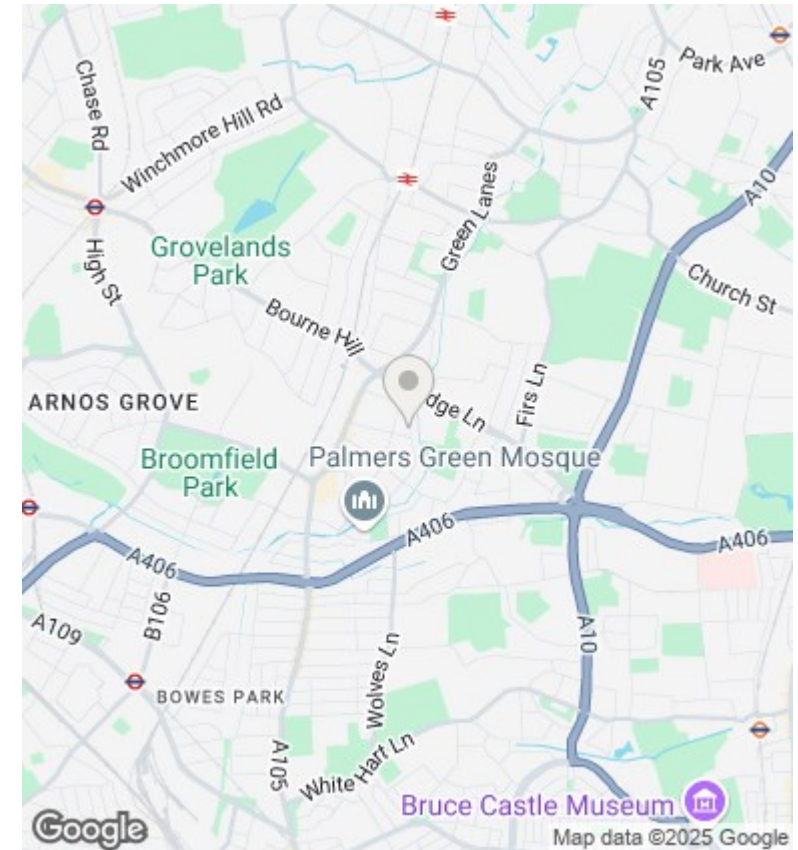 Park Ave
A105
Chase Rd
Winchmore Hill Rd
A10
Green Lanes
High St
Grovelands
Park
Church St
Bourne Hill
Firs Ln
dge Ln
ARNOS GROVE
Broomfield
Park
Palmers Green Mosque
A406
A406
A406
B106
A109
A10
Wolves Ln
BOWES PARK
A105
White Hart Ln
Bruce Castle Museum
Google
Map data ©2025 Google